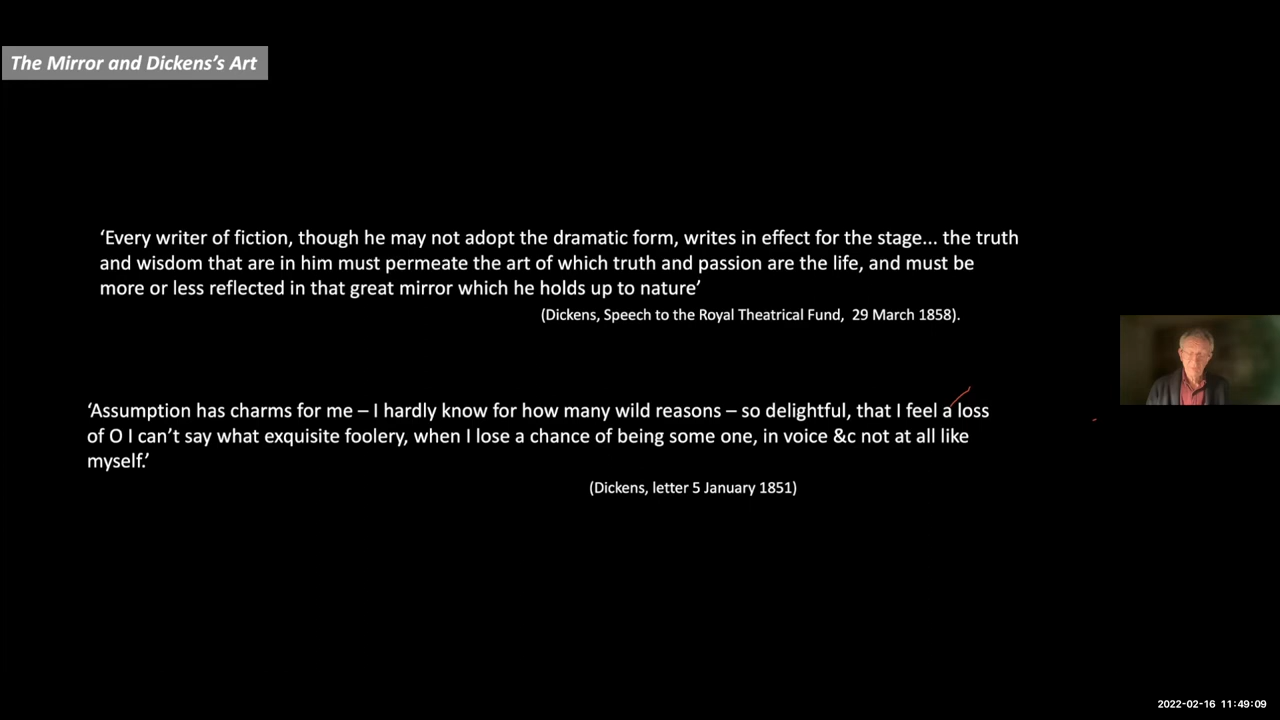 The Mirror and Dickens’s Art
‘Every writer of fiction, though he may not adopt the dramatic form, writes in effect for the stage... the truth
and wisdom that are in him must permeate the art of which truth and passion are the life, and must be
more or less reflected in that great mirror which he holds up to nature’
(Dickens, Speech to the Royal Theatrical Fund,  29 March 1858).
‘Assumption has charms for me – I hardly know for how many wild reasons – so delightful, that I feel a loss
of O I can’t say what exquisite foolery, when I lose a chance of being some one, in voice &c not at all like
myself.’
(Dickens, letter 5 January 1851)
2022-02-16  11:49:09